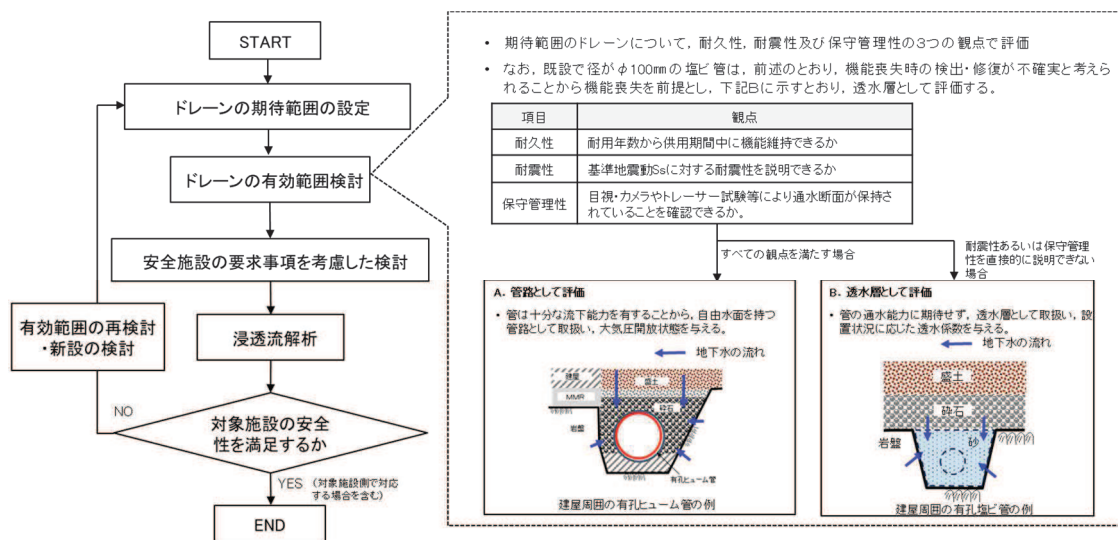 START
ドレーンの期待範囲の設定
ドレーンの有効範囲検討
安全施設の要求事項を考慮した検討
有効範囲の再検討
・新設の検討
浸透流解析
NO
対象施設の安全
性を満足するか
YES (対象施設側で対応
する場合を含む)
END
• 期待範囲のドレーンについて，耐久性，耐震性及び保守管理性の3つの観点で評価
• なお，既設で径がφ100mmの塩ビ管は，前述のとおり，機能喪失時の検出・修復が不確実と考えら
れることから機能喪失を前提とし，下記Bに示すとおり，透水層として評価する。
項目 観点
耐久性 耐用年数から供用期間中に機能維持できるか
耐震性 基準地震動Ssに対する耐震性を説明できるか
保守管理性 目視・カメラやトレーサー試験等により通水断面が保持さ
れていることを確認できるか。
すべての観点を満たす場合
耐震性あるいは保守管理
性を直接的に説明できない
場合
A．管路として評価
・管は十分な流下能力を有することから，自由水面を持つ
管路として取扱い，大気圧開放状態を与える。
地下水の流れ
建屋
盛土
MMR
砕石
岩盤
有孔ヒューム管
建屋周囲の有孔ヒューム管の例
B．透水層として評価
・管の通水能力に期待せず，透水層として取扱い，設
置状況に応じた透水係数を与える。
地下水の流れ
盛土
砕石
岩盤
砂
建屋周囲の有孔塩ビ管の例